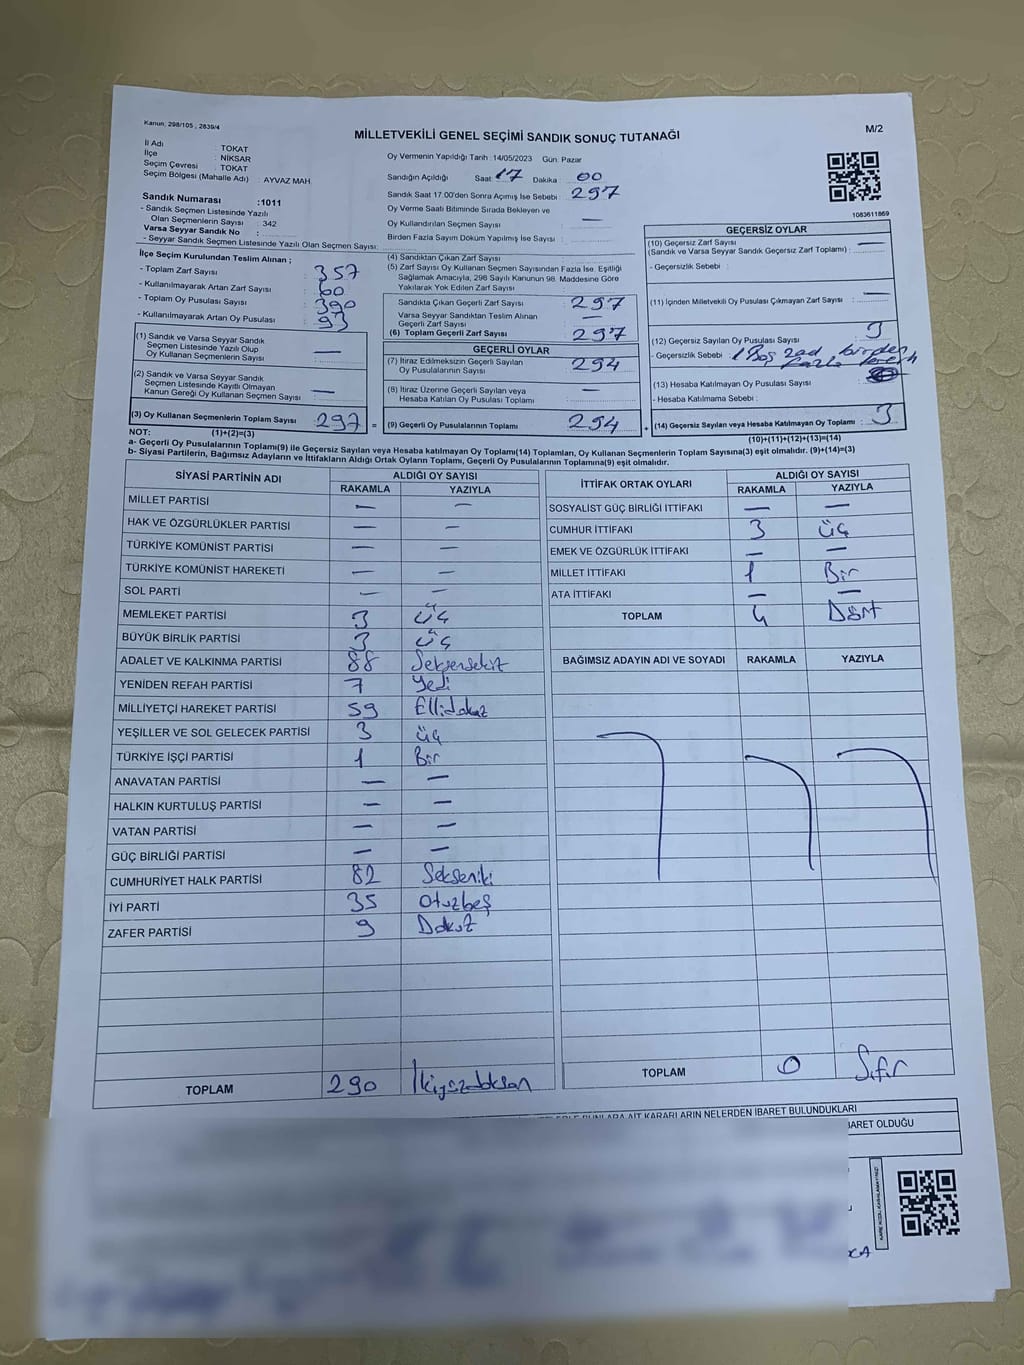 Kanun: 298/105 ; 2839/4
MİLLETVEKİLİ GENEL SEÇİMİ SANDIK SONUÇ TUTANAĞI
M/2
İl Adı : TOKAT
İlçe : NİKSAR
Seçim Çevresi : TOKAT
Seçim Bölgesi (Mahalle Adı) : AYVAZ MAH.
Oy Vermenin Yapıldığı Tarih :14/05/2023 Gün: Pazar
Sandığın Açıldığı Saat 17 Dakika : 00
Sandık Saat 17.00'den Sonra Açılmış İse Sebebi : 297
Oy Verme Saati Bitiminde Sırada Bekleyen ve
Oy Kullandırılan Seçmen Sayısı : —
Birden Fazla Sayım Döküm Yapılmış İse Sayısı :
1083611869
Sandık Numarası :1011
- Sandık Seçmen Listesinde Yazılı
Olan Seçmenlerin Sayısı : 342
Varsa Seyyar Sandık No :
- Seyyar Sandık Seçmen Listesinde Yazılı Olan Seçmen Sayısı:
İlçe Seçim Kurulundan Teslim Alınan ;
- Toplam Zarf Sayısı : 357
- Kullanılmayarak Artan Zarf Sayısı : 60
- Toplam Oy Pusulası Sayısı : 390
- Kullanılmayarak Artan Oy Pusulası : 93
(1) Sandık ve Varsa Seyyar Sandık
Seçmen Listesinde Yazılı Olup
Oy Kullanan Seçmenlerin Sayısı : —
(2) Sandık ve Varsa Seyyar Sandık
Seçmen Listesinde Kayıtlı Olmayan
Kanun Gereği Oy Kullanan Seçmen Sayısı : —
(3) Oy Kullanan Seçmenlerin Toplam Sayısı : 297
(1)+(2)=(3)
(4) Sandıktan Çıkan Zarf Sayısı :
(5) Zarf Sayısı Oy Kullanan Seçmen Sayısından Fazla İse, Eşitliği
Sağlamak Amacıyla, 298 Sayılı Kanunun 98. Maddesine Göre
Yakılarak Yok Edilen Zarf Sayısı :
Sandıkta Çıkan Geçerli Zarf Sayısı : 297
Varsa Seyyar Sandıktan Teslim Alınan
Geçerli Zarf Sayısı : —
(6) Toplam Geçerli Zarf Sayısı : 297
GEÇERLİ OYLAR
(7) İtiraz Edilmeksizin Geçerli Sayılan
Oy Pusulalarının Sayısı : 294
(8) İtiraz Üzerine Geçerli Sayılan veya
Hesaba Katılan Oy Pusulası Toplamı : —
= (9) Geçerli Oy Pusulalarının Toplamı : 294
GEÇERSİZ OYLAR
(10) Geçersiz Zarf Sayısı
(Sandık ve Varsa Seyyar Sandık Geçersiz Zarf Toplamı) : —
- Geçersizlik Sebebi :
(11) İçinden Milletvekili Oy Pusulası Çıkmayan Zarf Sayısı : —
(12) Geçersiz Sayılan Oy Pusulası Sayısı : 3
- Geçersizlik Sebebi : 1 Boş 2 ad. birden
fazla
(13) Hesaba Katılmayan Oy Pusulası Sayısı :
- Hesaba Katılmama Sebebi :
+ (14) Geçersiz Sayılan veya Hesaba Katılmayan Oy Toplamı : 3
(10)+(11)+(12)+(13)=(14)
NOT:
a- Geçerli Oy Pusulalarının Toplamı(9) ile Geçersiz Sayılan veya Hesaba katılmayan Oy Toplamı(14) Toplamları, Oy Kullanan Seçmenlerin Toplam Sayısına(3) eşit olmalıdır. (9)+(14)=(3)
b- Siyasi Partilerin, Bağımsız Adayların ve İttifakların Aldığı Ortak Oyların Toplamı, Geçerli Oy Pusulalarının Toplamına(9) eşit olmalıdır.
SİYASİ PARTİNİN ADI ALDIĞI OY SAYISI
RAKAMLA YAZIYLA
MİLLET PARTİSİ — —
HAK VE ÖZGÜRLÜKLER PARTİSİ — —
TÜRKİYE KOMÜNİST PARTİSİ — —
TÜRKİYE KOMÜNİST HAREKETİ — —
SOL PARTİ — —
MEMLEKET PARTİSİ 3 üç
BÜYÜK BİRLİK PARTİSİ 3 üç
ADALET VE KALKINMA PARTİSİ 88 Seksensekiz
YENİDEN REFAH PARTİSİ 7 Yedi
MİLLİYETÇİ HAREKET PARTİSİ 59 Ellidokuz
YEŞİLLER VE SOL GELECEK PARTİSİ 3 üç
TÜRKİYE İŞÇİ PARTİSİ 1 Bir
ANAVATAN PARTİSİ — —
HALKIN KURTULUŞ PARTİSİ — —
VATAN PARTİSİ — —
GÜÇ BİRLİĞİ PARTİSİ — —
CUMHURİYET HALK PARTİSİ 82 Sekseniki
İYİ PARTİ 35 Otuzbeş
ZAFER PARTİSİ 9 Dokuz
TOPLAM 290 İkiyüzdoksan
İTTİFAK ORTAK OYLARI ALDIĞI OY SAYISI
RAKAMLA YAZIYLA
SOSYALİST GÜÇ BİRLİĞİ İTTİFAKI — —
CUMHUR İTTİFAKI 3 üç
EMEK VE ÖZGÜRLÜK İTTİFAKI — —
MİLLET İTTİFAKI 1 Bir
ATA İTTİFAKI — —
TOPLAM 4 Dört
BAĞIMSIZ ADAYIN ADI VE SOYADI RAKAMLA YAZIYLA
TOPLAM 0 Sıfır
BUNLARA AİT KARARLARIN NELERDEN İBARET BULUNDUKLARI
İBARET OLDUĞU